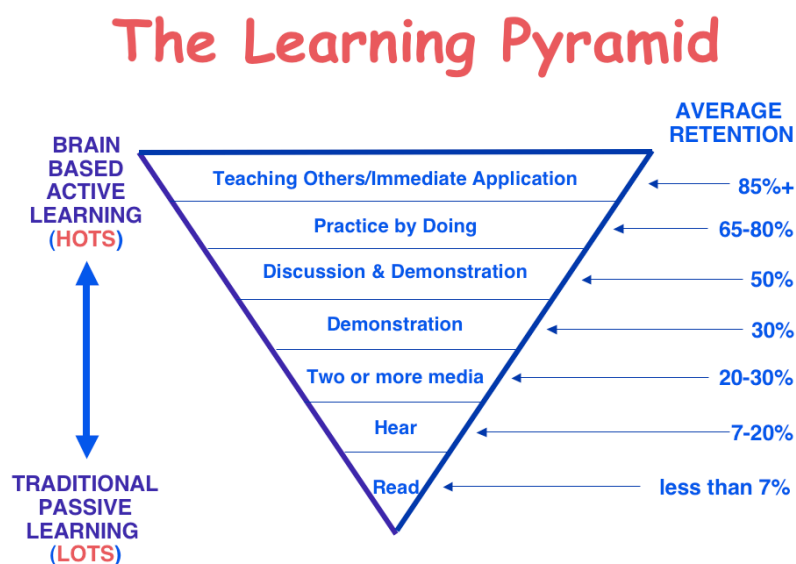 The Learning Pyramid
AVERAGE
RETENTION
BRAIN
BASED
ACTIVE
LEARNING
(HOTS)
Teaching Others/Immediate Application
85%+
Practice by Doing
65-80%
Discussion & Demonstration
50%
Demonstration
30%
Two or more media
20-30%
Hear
7-20%
Read
less than 7%
TRADITIONAL
PASSIVE
LEARNING
(LOTS)